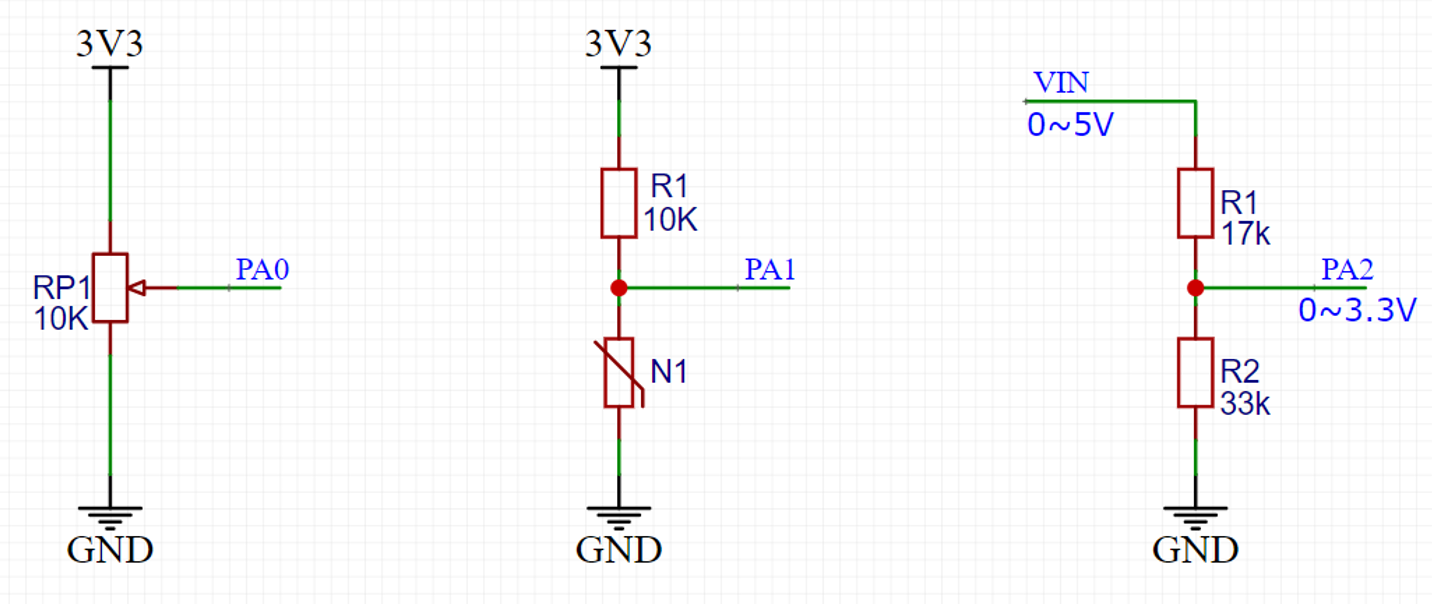 3V3
RP1
10K
PA0
GND
3V3
R1
10K
PA1
N1
GND
VIN
0~5V
R1
17k
PA2
0~3.3V
R2
33k
GND